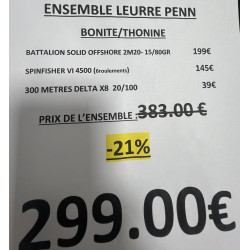 ENSEMBLE LEURRE PENN
BONITE/THONINE
BATTALION SOLID OFFSHORE 2M20- 15/80GR 199€
SPINFISHER VI 4500 (6roulements) 145€
300 METRES DELTA X8 20/100 39€
PRIX DE L'ENSEMBLE :383.00€
-21%
299.00€